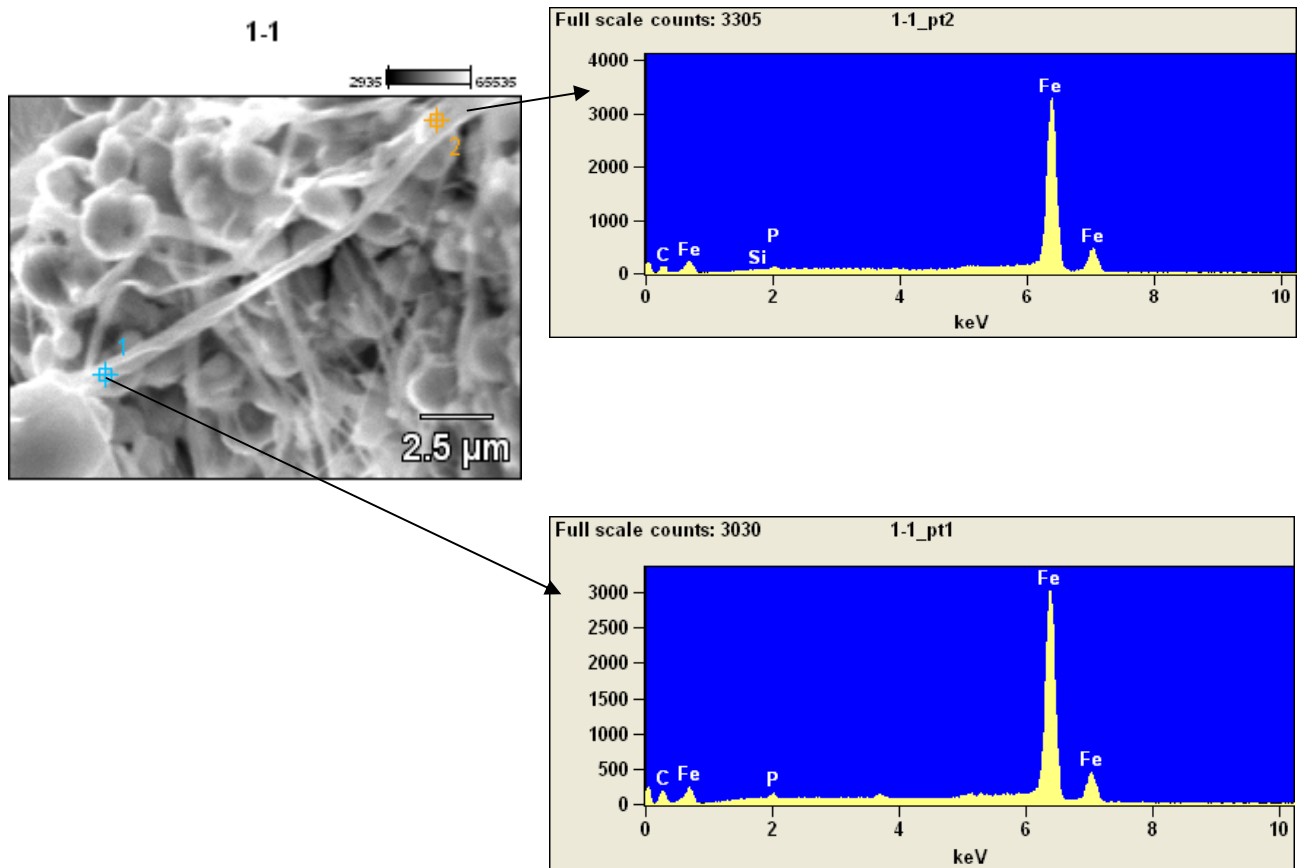 1-1
2935 65535
2
1
2.5 µm
Full scale counts: 3305 1-1_pt2
4000
3000
2000
1000
0
Fe
C Fe Si P Fe
0 2 4 6 8 10
keV
Full scale counts: 3030 1-1_pt1
3000
2500
2000
1500
1000
500
0
Fe
C Fe P Fe
0 2 4 6 8 10
keV